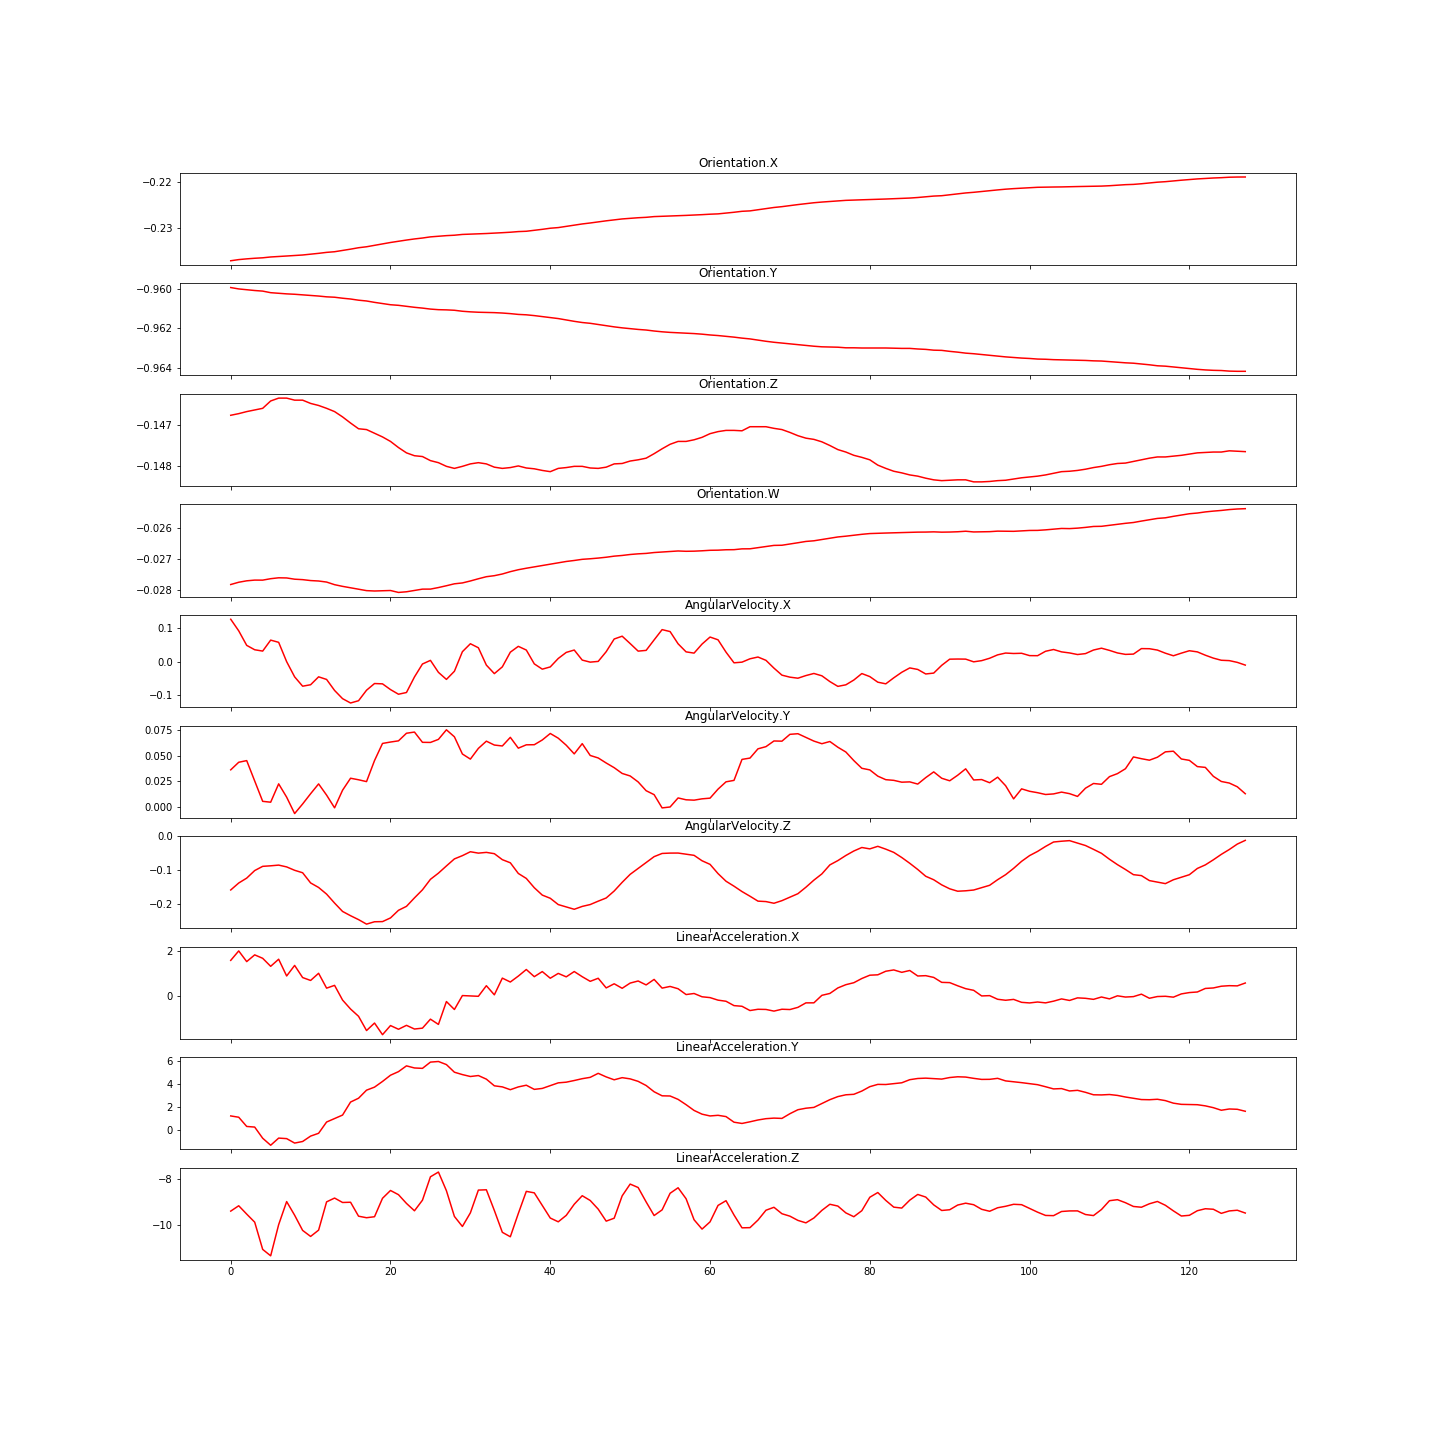 Orientation.X
−0.22
−0.23
Orientation.Y
−0.960
−0.962
−0.964
Orientation.Z
−0.147
−0.148
Orientation.W
−0.026
−0.027
−0.028
AngularVelocity.X
0.1
0.0
−0.1
AngularVelocity.Y
0.075
0.050
0.025
0.000
AngularVelocity.Z
0.0
−0.1
−0.2
LinearAcceleration.X
2
0
LinearAcceleration.Y
6
4
2
0
LinearAcceleration.Z
−8
−10
0 20 40 60 80 100 120